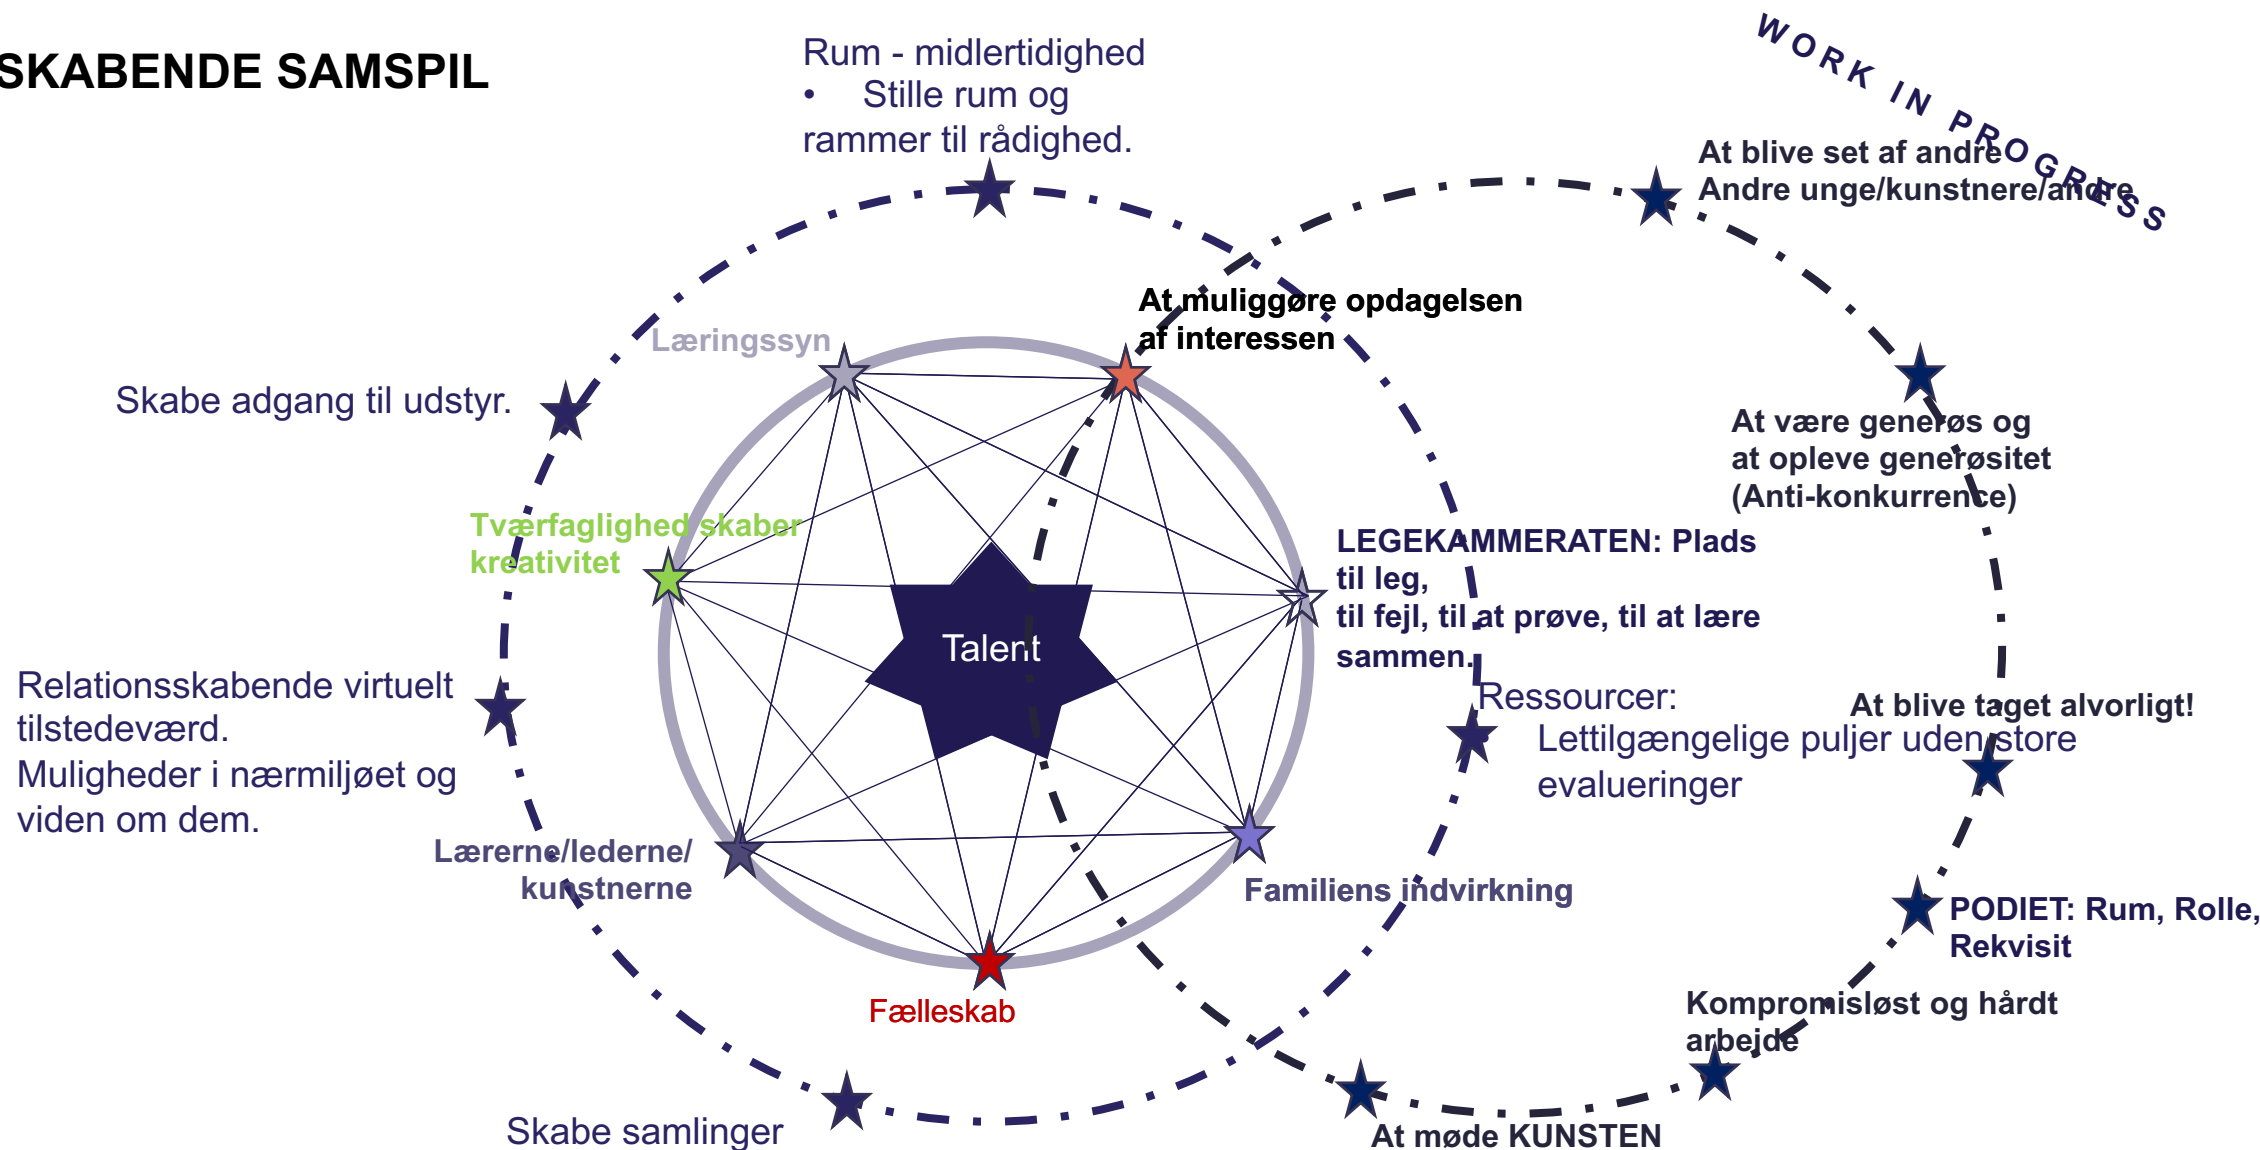 SKABENDE SAMSPIL
WORK IN PROGRESS
Rum - midlertidighed
• Stille rum og
rammer til rådighed.
At blive set af andre
Andre unge/kunstnere/andre
At muliggøre opdagelsen
af interessen
Læringssyn
Skabe adgang til udstyr.
At være generøs og
at opleve generøsitet
(Anti-konkurrence)
Tværfaglighed skaber
kreativitet
LEGEKAMMERATEN: Plads
til leg,
til fejl, til at prøve, til at lære
sammen.
Talent
Relationsskabende virtuelt
tilstedeværd.
Muligheder i nærmiljøet og
viden om dem.
Ressourcer:
• Lettilgængelige puljer uden store
evalueringer
At blive taget alvorligt!
Lærerne/lederne/
kunstnerne
Familiens indvirkning
PODIET: Rum, Rolle,
Rekvisit
Fælleskab
Kompromisløst og hårdt
arbejde
Skabe samlinger
At møde KUNSTEN